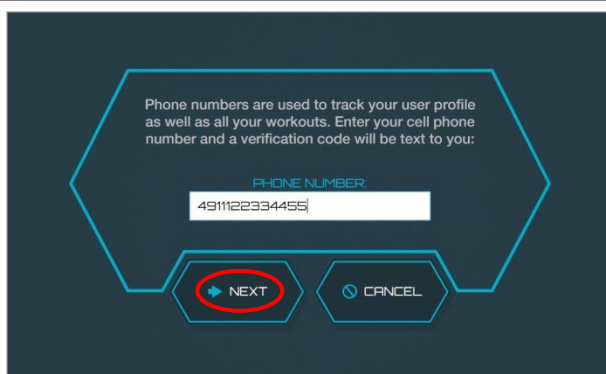 Phone numbers are used to track your user profile
as well as all your workouts. Enter your cell phone
number and a verification code will be text to you:
PHONE NUMBER:
4911122334455
NEXT
CANCEL